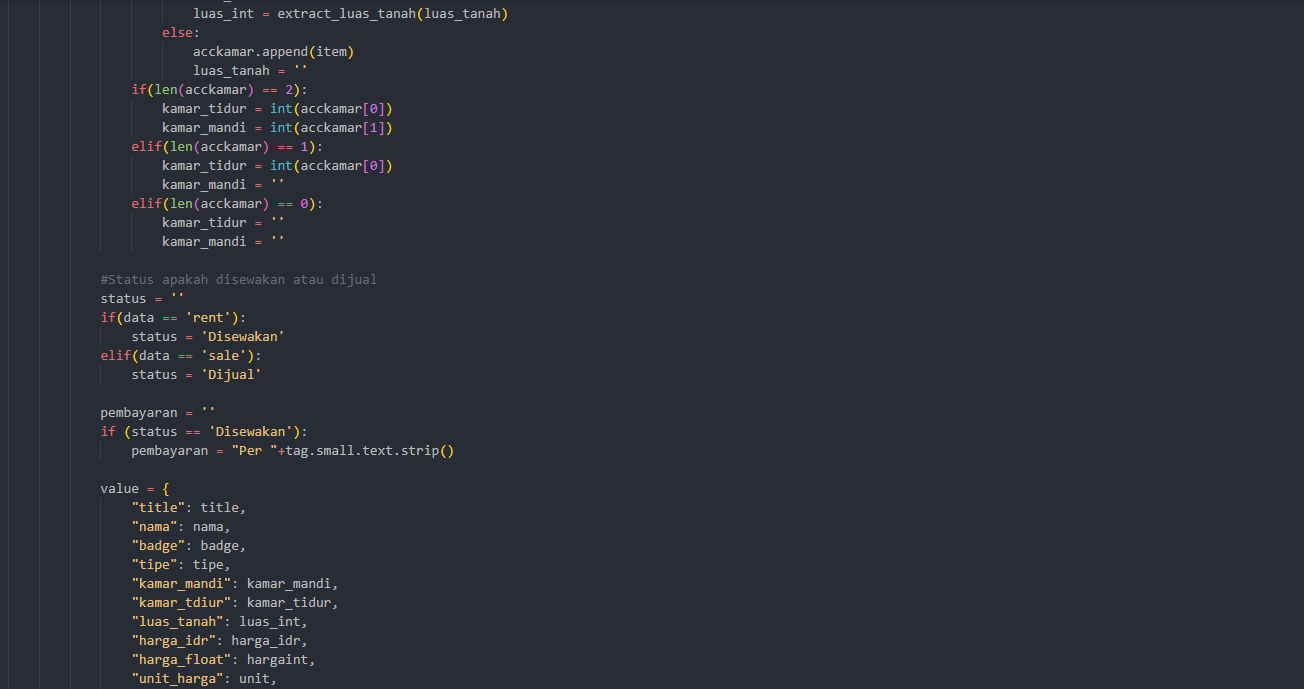 luas_int = extract_luas_tanah(luas_tanah)
else:
acckamar.append(item)
luas_tanah = ''
if(len(acckamar) == 2):
kamar_tidur = int(acckamar[0])
kamar_mandi = int(acckamar[1])
elif(len(acckamar) == 1):
kamar_tidur = int(acckamar[0])
kamar_mandi = ''
elif(len(acckamar) == 0):
kamar_tidur = ''
kamar_mandi = ''
#Status apakah disewakan atau dijual
status = ''
if(data == 'rent'):
status = 'Disewakan'
elif(data == 'sale'):
status = 'Dijual'
pembayaran = ''
if (status == 'Disewakan'):
pembayaran = "Per "+tag.small.text.strip()
value = {
"title": title,
"nama": nama,
"badge": badge,
"tipe": tipe,
"kamar_mandi": kamar_mandi,
"kamar_tdiur": kamar_tidur,
"luas_tanah": luas_int,
"harga_idr": harga_idr,
"harga_float": hargaint,
"unit_harga": unit,